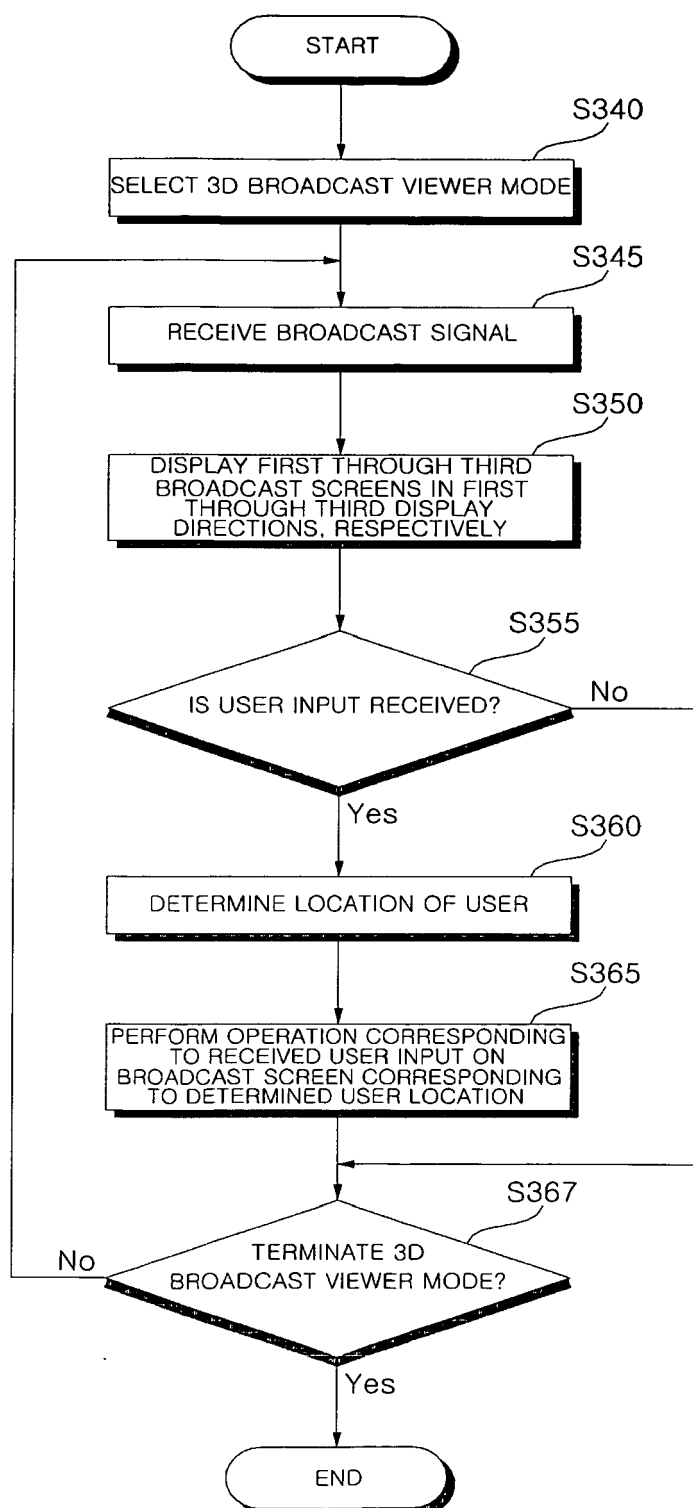 START
S340
SELECT 3D BROADCAST VIEWER MODE
S345
RECEIVE BROADCAST SIGNAL
S350
DISPLAY FIRST THROUGH THIRD
BROADCAST SCREENS IN FIRST
THROUGH THIRD DISPLAY
DIRECTIONS, RESPECTIVELY
S355
IS USER INPUT RECEIVED?
No
Yes
S360
DETERMINE LOCATION OF USER
S365
PERFORM OPERATION CORRESPONDING
TO RECEIVED USER INPUT ON
BROADCAST SCREEN CORRESPONDING
TO DETERMINED USER LOCATION
S367
No
TERMINATE 3D
BROADCAST VIEWER MODE?
Yes
END